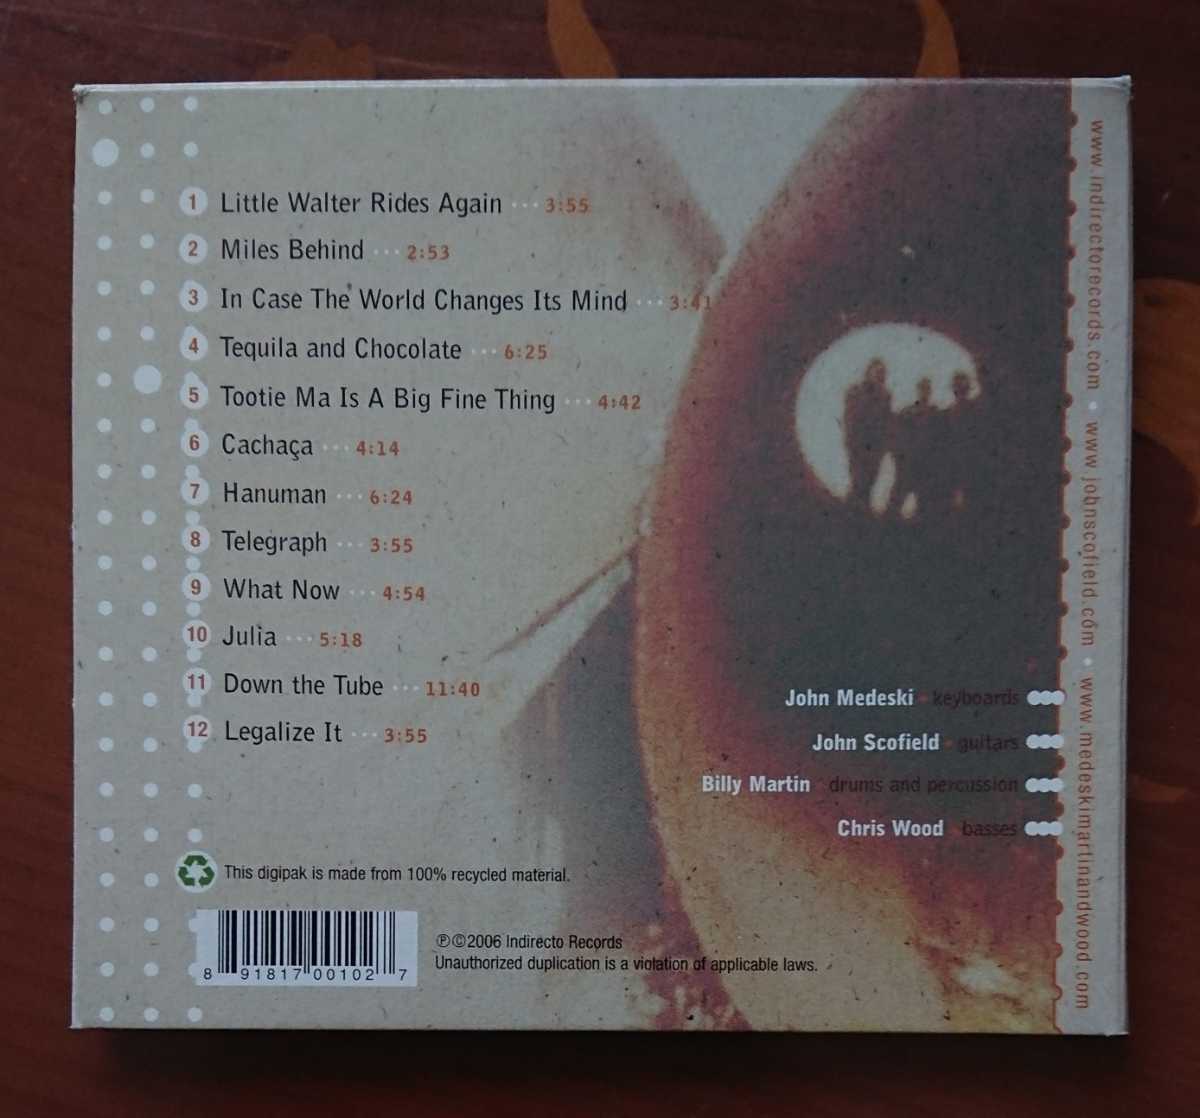 1 Little Walter Rides Again ··· 3:55
2 Miles Behind ··· 2:53
3 In Case The World Changes Its Mind ··· 3:41
4 Tequila and Chocolate ··· 6:25
5 Tootie Ma Is A Big Fine Thing ··· 4:42
6 Cachaça ··· 4:14
7 Hanuman ··· 6:24
8 Telegraph ··· 3:55
9 What Now ··· 4:54
10 Julia ··· 5:18
11 Down the Tube ··· 11:40
12 Legalize It ··· 3:55
John Medeski · keyboards
John Scofield · guitars
Billy Martin · drums and percussion
Chris Wood · basses
This digipak is made from 100% recycled material.
8 91817 00102 7
℗©2006 Indirecto Records
Unauthorized duplication is a violation of applicable laws.
www.indirectorecords.com • www.johnscofield.com • www.medeskimartinandwood.com